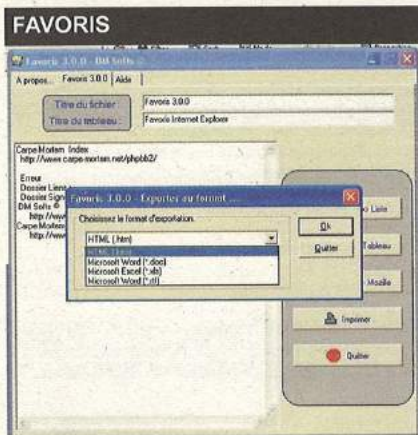 FAVORIS
Favoris 3.0.0 - DM Softs ©
A propos... Favoris 3.0.0 Aide
Titre du fichier : Favoris 3.0.0
Titre du tableau : Favoris Internet Explorer
Carpe Mortem Index
http://www.carpe-mortem.net/phpbb2/
Erreur
Dossier Liens
Dossier Sign
DM Softs ©
http://
Carpe Mortem
http://www
Favoris 3.0.0 - Exporter au format ....
Choisissez le format d'exportation.
HTML (.htm)
Ok
Quitter
Microsoft Word (*.doc)
Microsoft Excel (*.xls)
Microsoft Word (*.rtf)
Liste
Tableau
Mozilla
Imprimer
Quitter